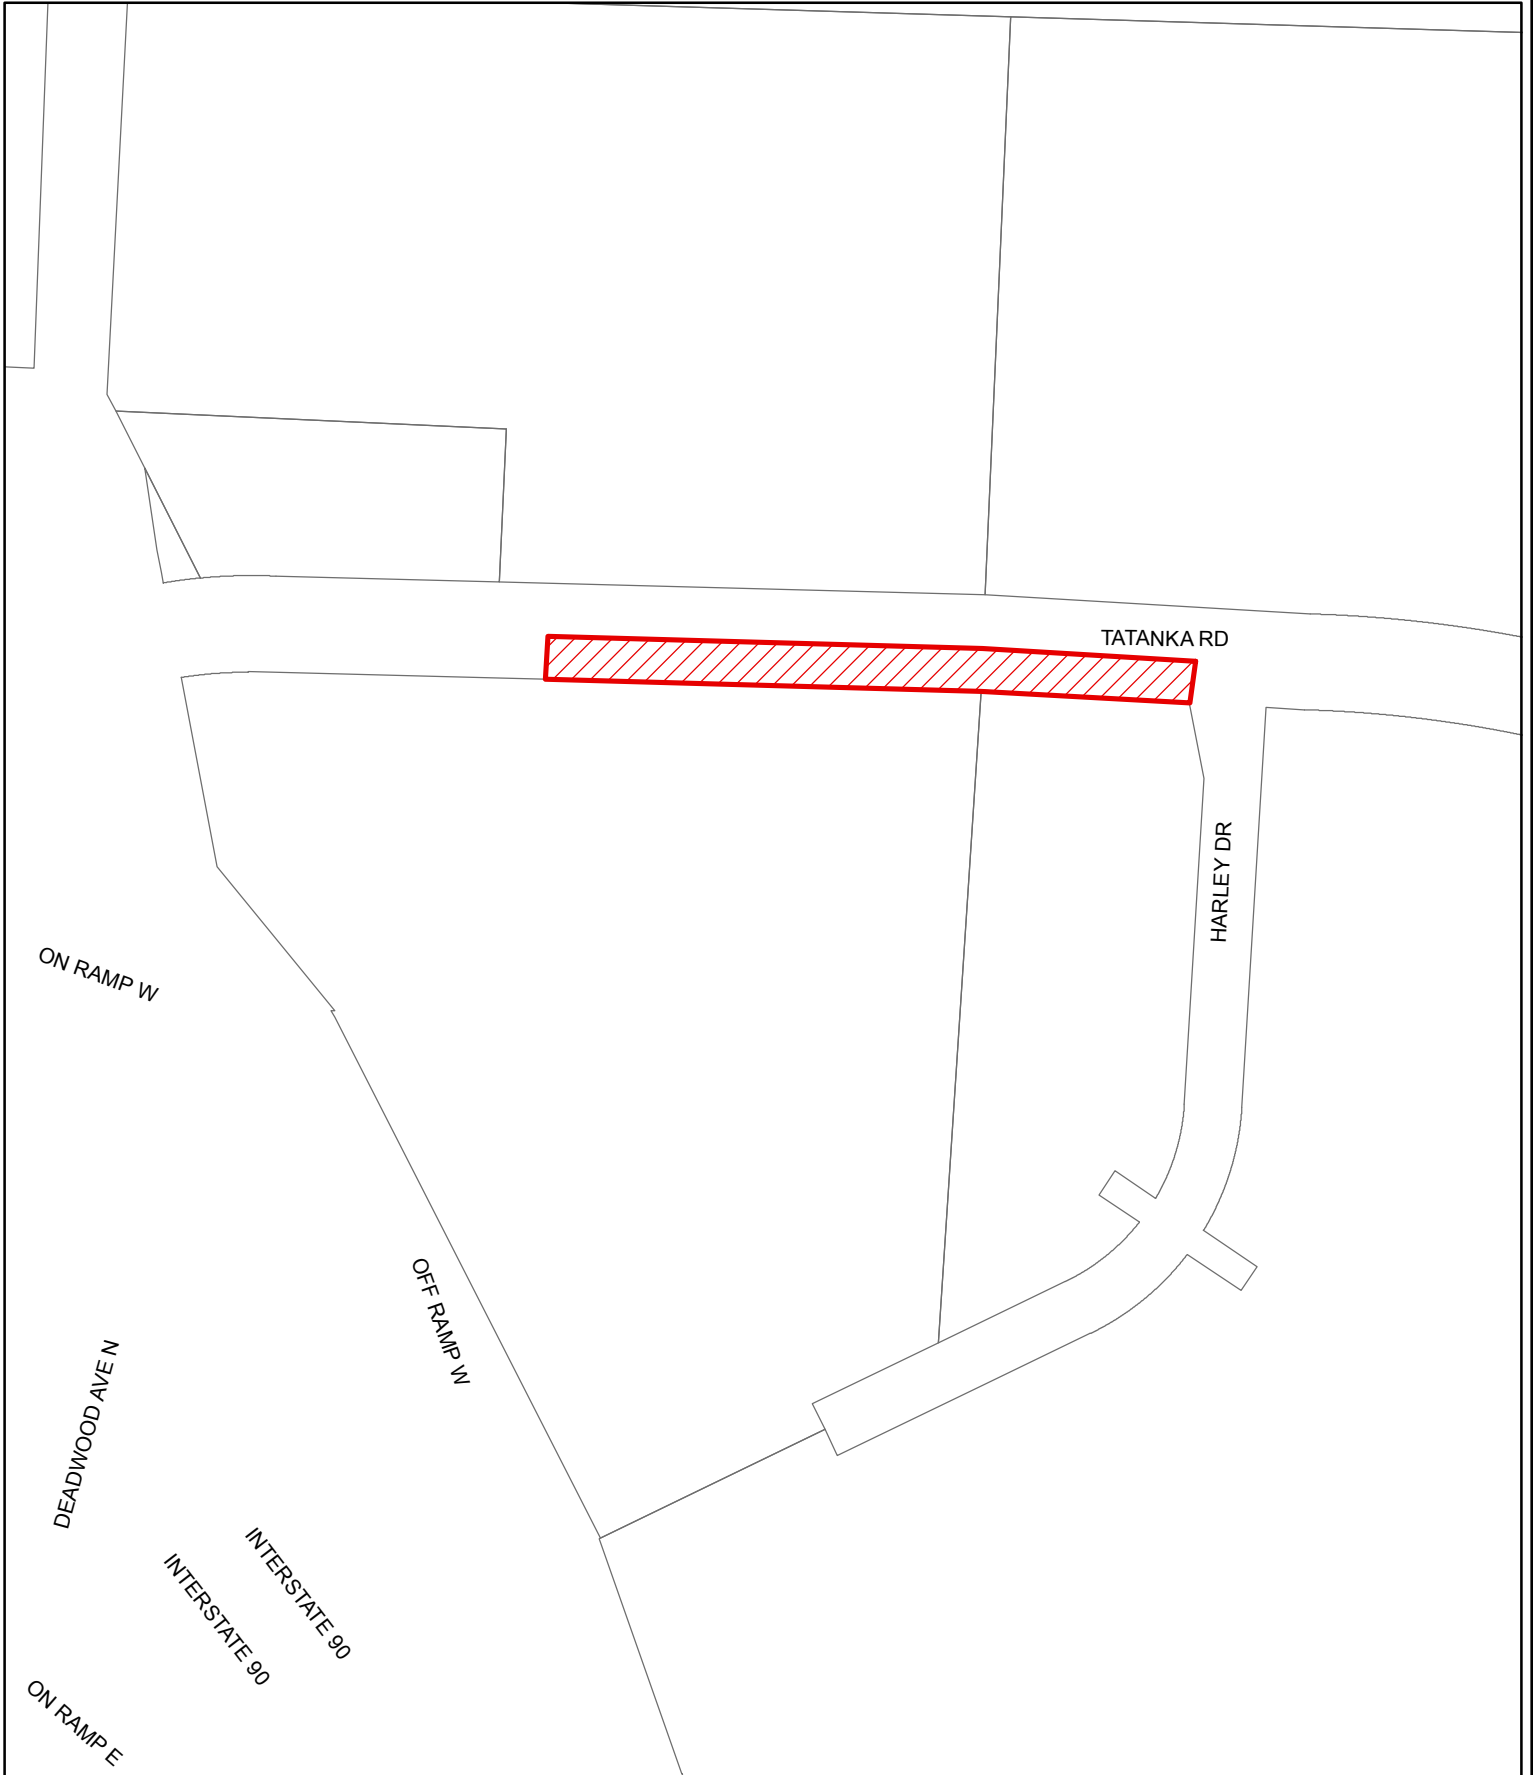 TATANKA RD
HARLEY DR
ON RAMP W
OFF RAMP W
DEADWOOD AVE N
INTERSTATE 90
INTERSTATE 90
ON RAMP E